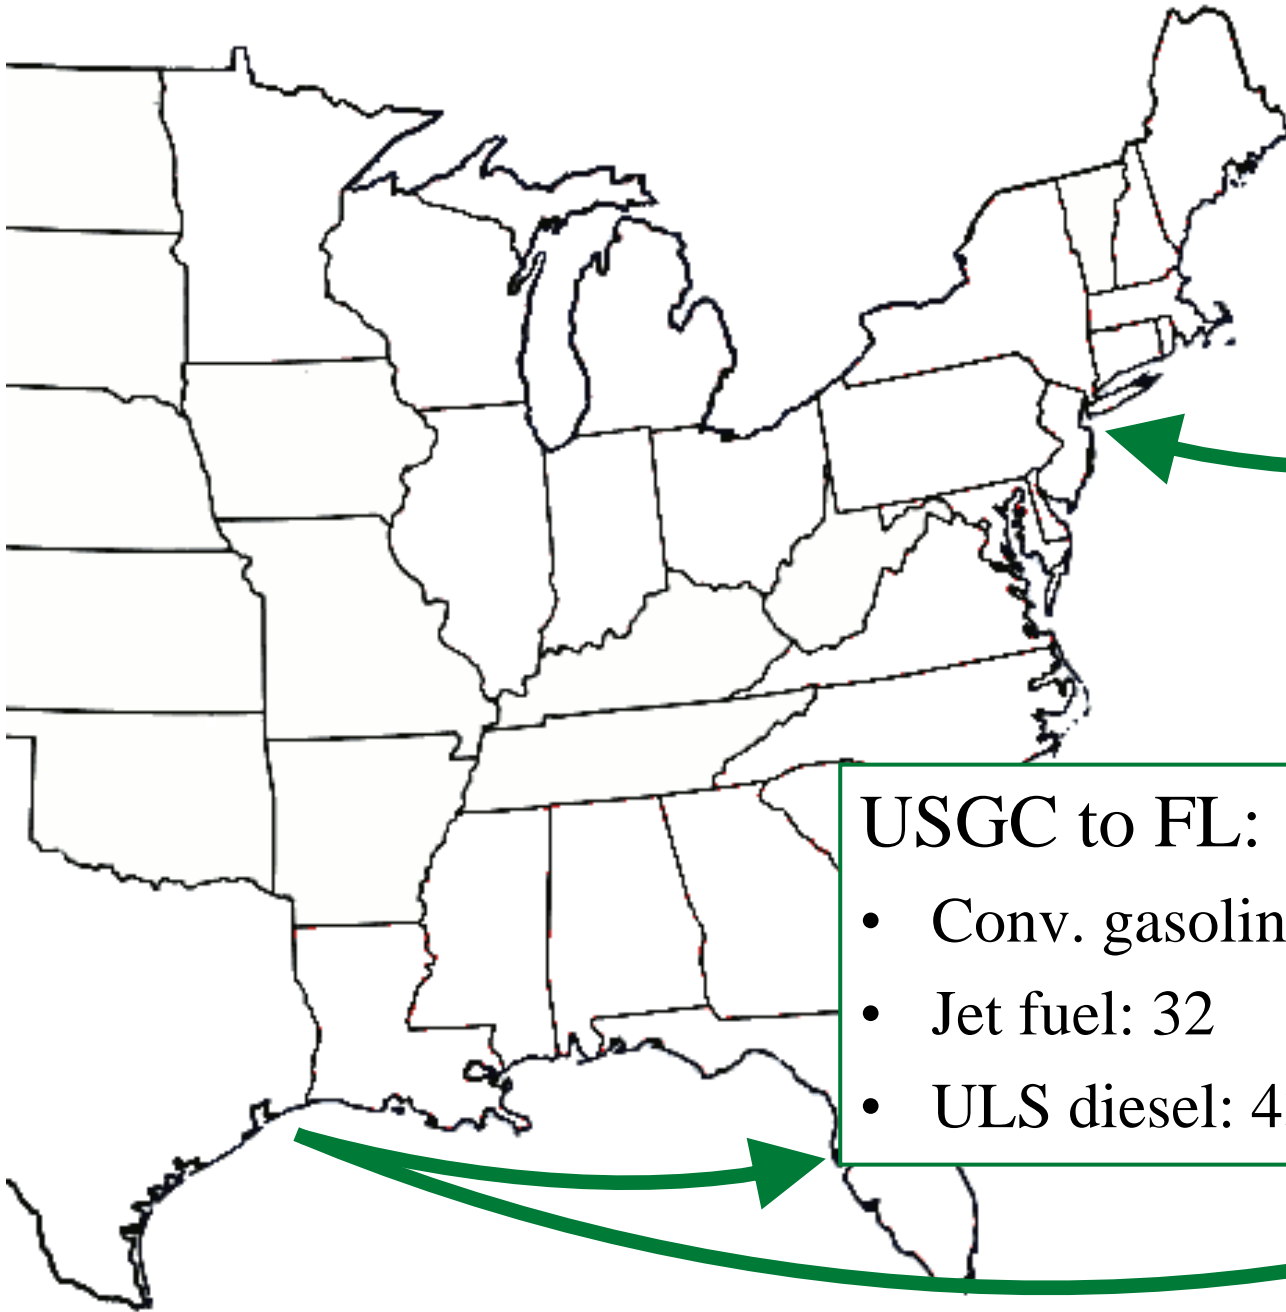 USGC to FL:
• Conv. gasolin
• Jet fuel: 32
• ULS diesel: 4